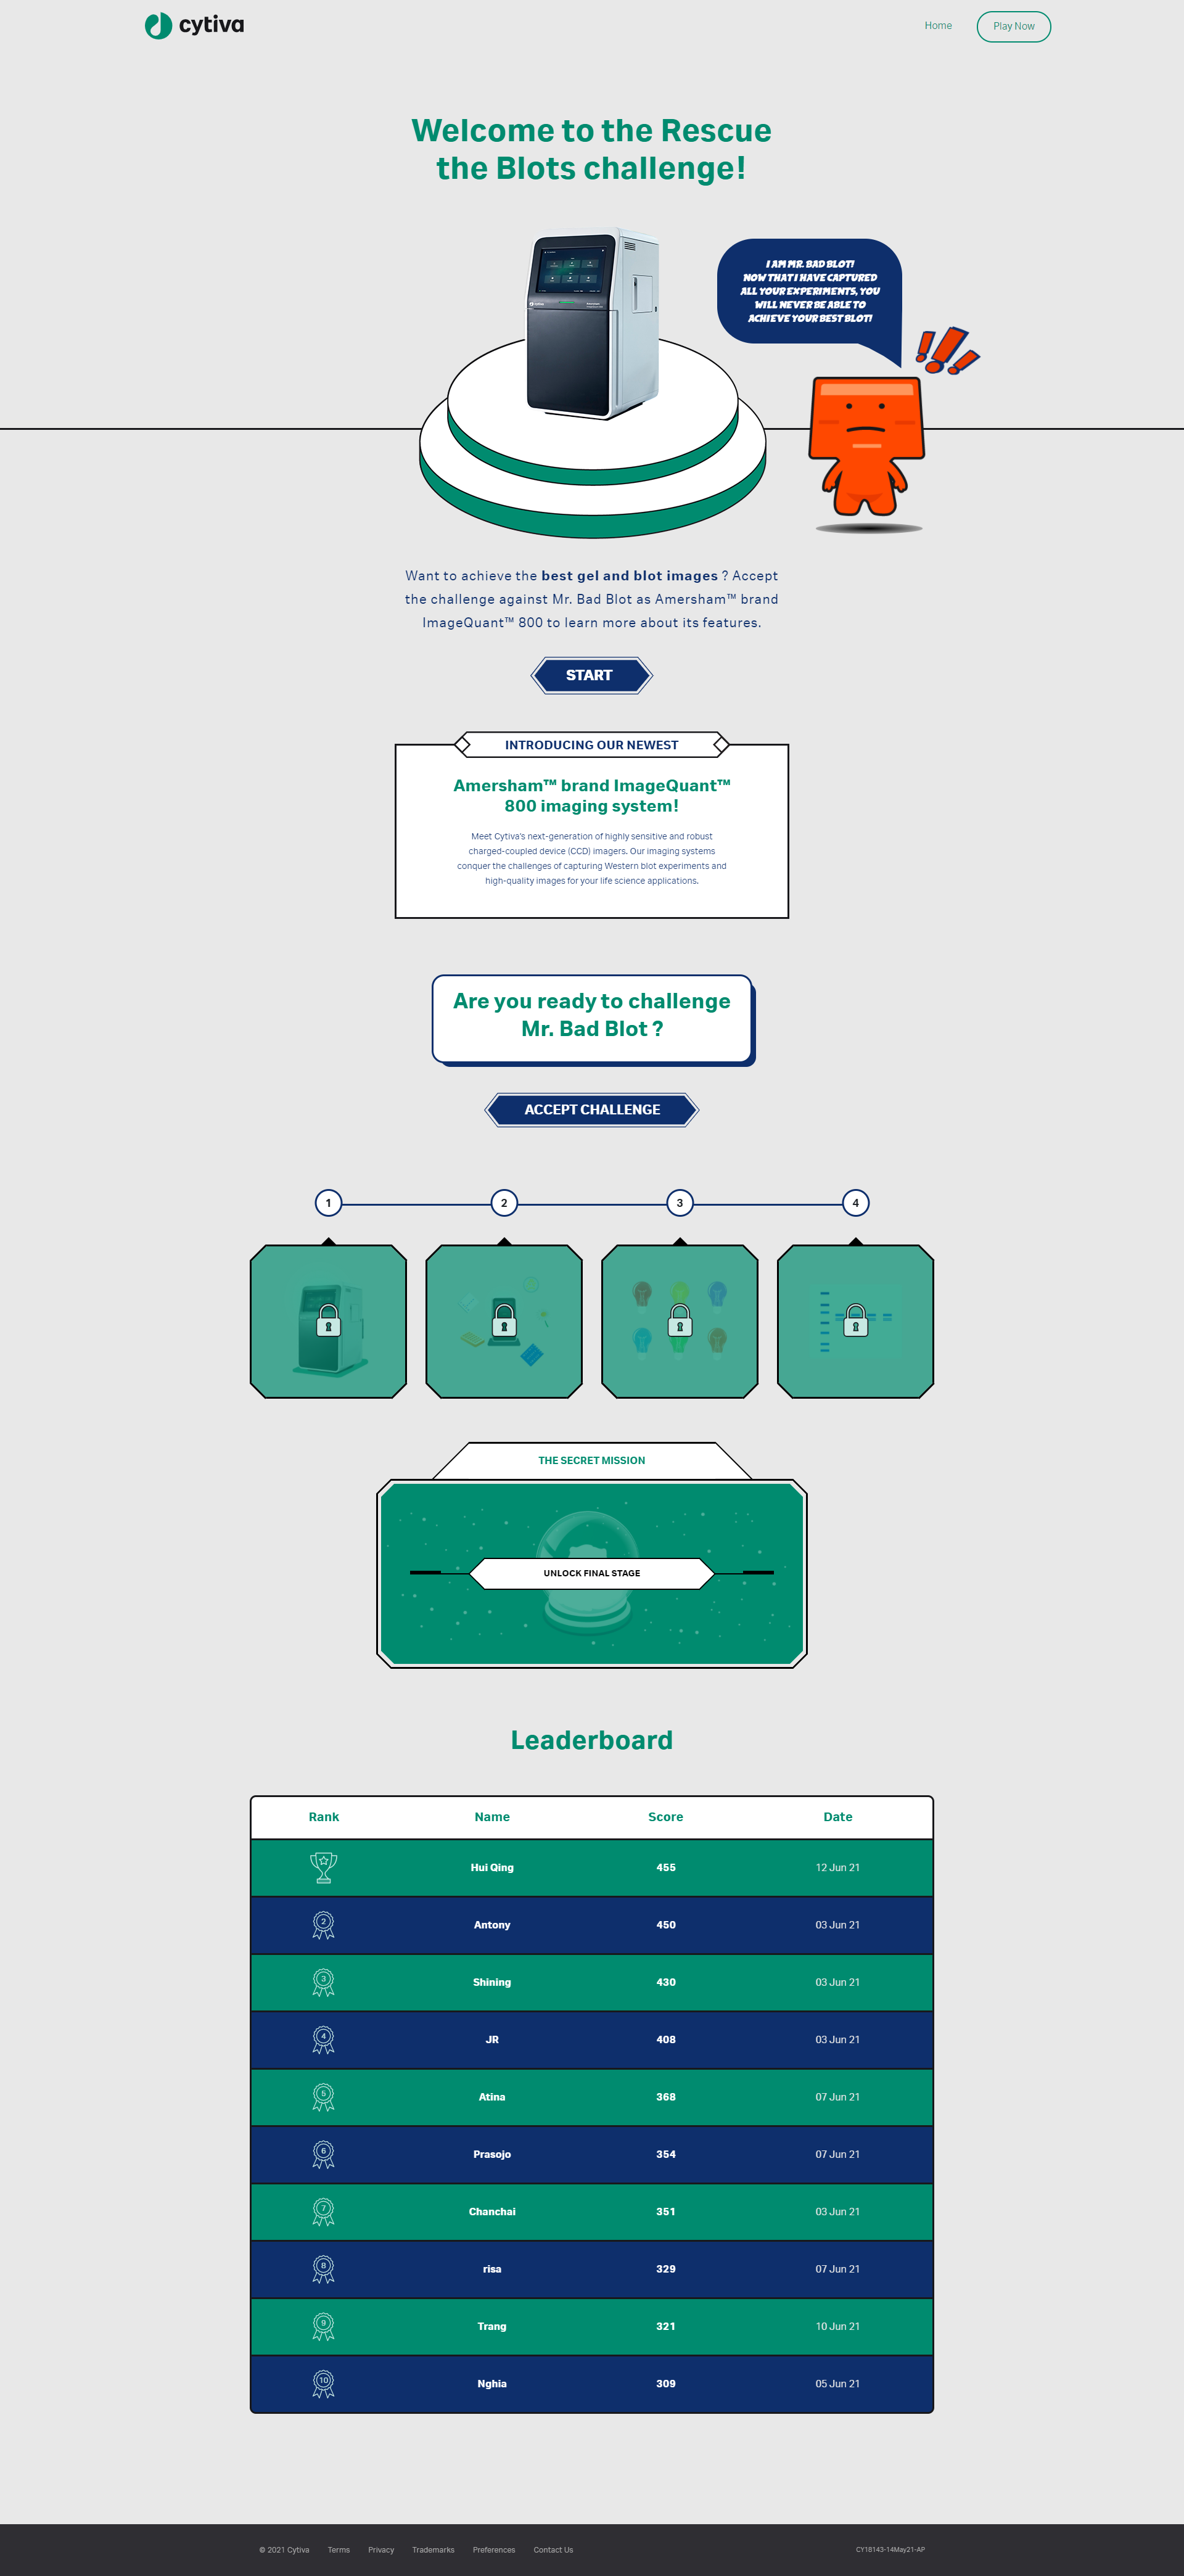 cytiva
Home
Play Now
Welcome to the Rescue
the Blots challenge!
I AM MR. BAD BLOT!
NOW THAT I HAVE CAPTURED
ALL YOUR EXPERIMENTS, YOU
WILL NEVER BE ABLE TO
ACHIEVE YOUR BEST BLOT!
Want to achieve the best gel and blot images ? Accept
the challenge against Mr. Bad Blot as Amersham™ brand
ImageQuant™ 800 to learn more about its features.
START
INTRODUCING OUR NEWEST
Amersham™ brand ImageQuant™
800 imaging system!
Meet Cytiva's next-generation of highly sensitive and robust
charged-coupled device (CCD) imagers. Our imaging systems
conquer the challenges of capturing Western blot experiments and
high-quality images for your life science applications.
Are you ready to challenge
Mr. Bad Blot ?
ACCEPT CHALLENGE
1 2 3 4
THE SECRET MISSION
UNLOCK FINAL STAGE
Leaderboard
Rank Name Score Date
Hui Qing 455 12 Jun 21
2 Antony 450 03 Jun 21
3 Shining 430 03 Jun 21
4 JR 408 03 Jun 21
5 Atina 368 07 Jun 21
6 Prasojo 354 07 Jun 21
7 Chanchai 351 03 Jun 21
8 risa 329 07 Jun 21
9 Trang 321 10 Jun 21
10 Nghia 309 05 Jun 21
© 2021 Cytiva Terms Privacy Trademarks Preferences Contact Us
CY18143-14May21-AP